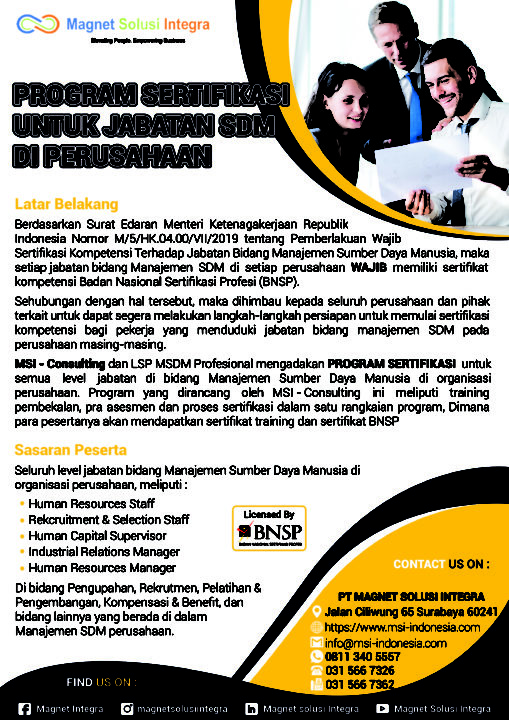 Magnet Solusi Integra
Blending People. Empowering Business
PROGRAM SERTIFIKASI
UNTUK JABATAN SDM
DI PERUSAHAAN
Latar Belakang
Berdasarkan Surat Edaran Menteri Ketenagakerjaan Republik
Indonesia Nomor M/5/HK.04.00/VII/2019 tentang Pemberlakuan Wajib
Sertifikasi Kompetensi Terhadap Jabatan Bidang Manajemen Sumber Daya Manusia, maka
setiap jabatan bidang Manajemen SDM di setiap perusahaan WAJIB memiliki sertifikat
kompetensi Badan Nasional Sertifikasi Profesi (BNSP).
Sehubungan dengan hal tersebut, maka dihimbau kepada seluruh perusahaan dan pihak
terkait untuk dapat segera melakukan langkah-langkah persiapan untuk memulai sertifikasi
kompetensi bagi pekerja yang menduduki jabatan bidang manajemen SDM pada
perusahaan masing-masing.
MSI - Consulting dan LSP MSDM Profesional mengadakan PROGRAM SERTIFIKASI untuk
semua level jabatan di bidang Manajemen Sumber Daya Manusia di organisasi
perusahaan. Program yang dirancang oleh MSI - Consulting ini meliputi training
pembekalan, pra asesmen dan proses sertifikasi dalam satu rangkaian program, Dimana
para pesertanya akan mendapatkan sertifikat training dan sertifikat BNSP
Sasaran Peserta
Seluruh level jabatan bidang Manajemen Sumber Daya Manusia di
organisasi perusahaan, meliputi :
• Human Resources Staff
• Rekcruitment & Selection Staff
• Human Capital Supervisor
• Industrial Relations Manager
• Human Resources Manager
Licensed By
BNSP
Di bidang Pengupahan, Rekrutmen, Pelatihan &
Pengembangan, Kompensasi & Benefit, dan
bidang lainnya yang berada di dalam
Manajemen SDM perusahaan.
CONTACT US ON :
PT MAGNET SOLUSI INTEGRA
Jalan Ciliwung 65 Surabaya 60241
https://www.msi-indonesia.com
info@msi-indonesia.com
0811 340 5557
031 566 7326
031 566 7362
FIND US ON :
Magnet Integra
magnetsolusiintegra
Magnet solusi Integra
Magnet Solusi Integra